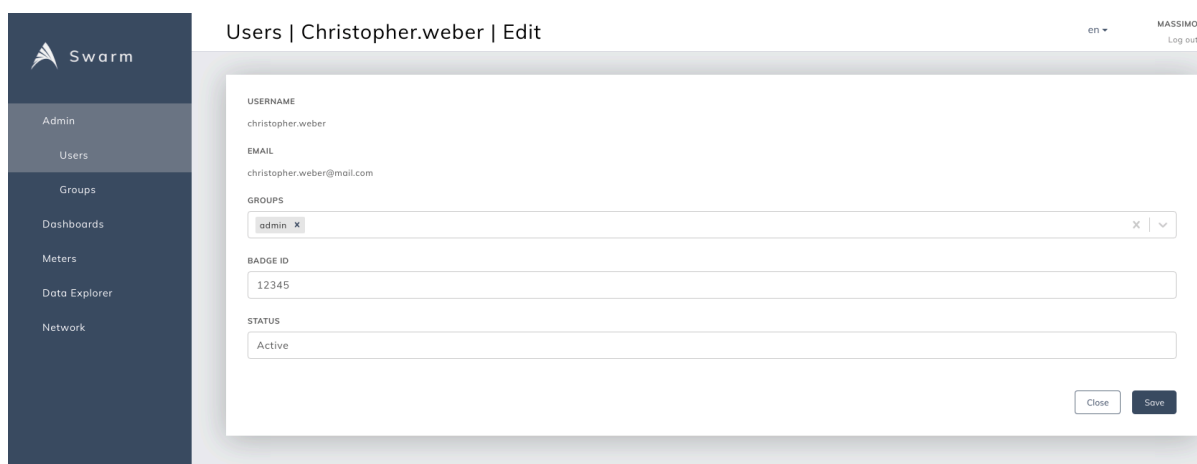 Swarm
Admin
Users
Groups
Dashboards
Meters
Data Explorer
Network
Users | Christopher.weber | Edit
en
MASSIMO
Log out
USERNAME
christopher.weber
EMAIL
christopher.weber@mail.com
GROUPS
admin x
BADGE ID
12345
STATUS
Active
Close
Save